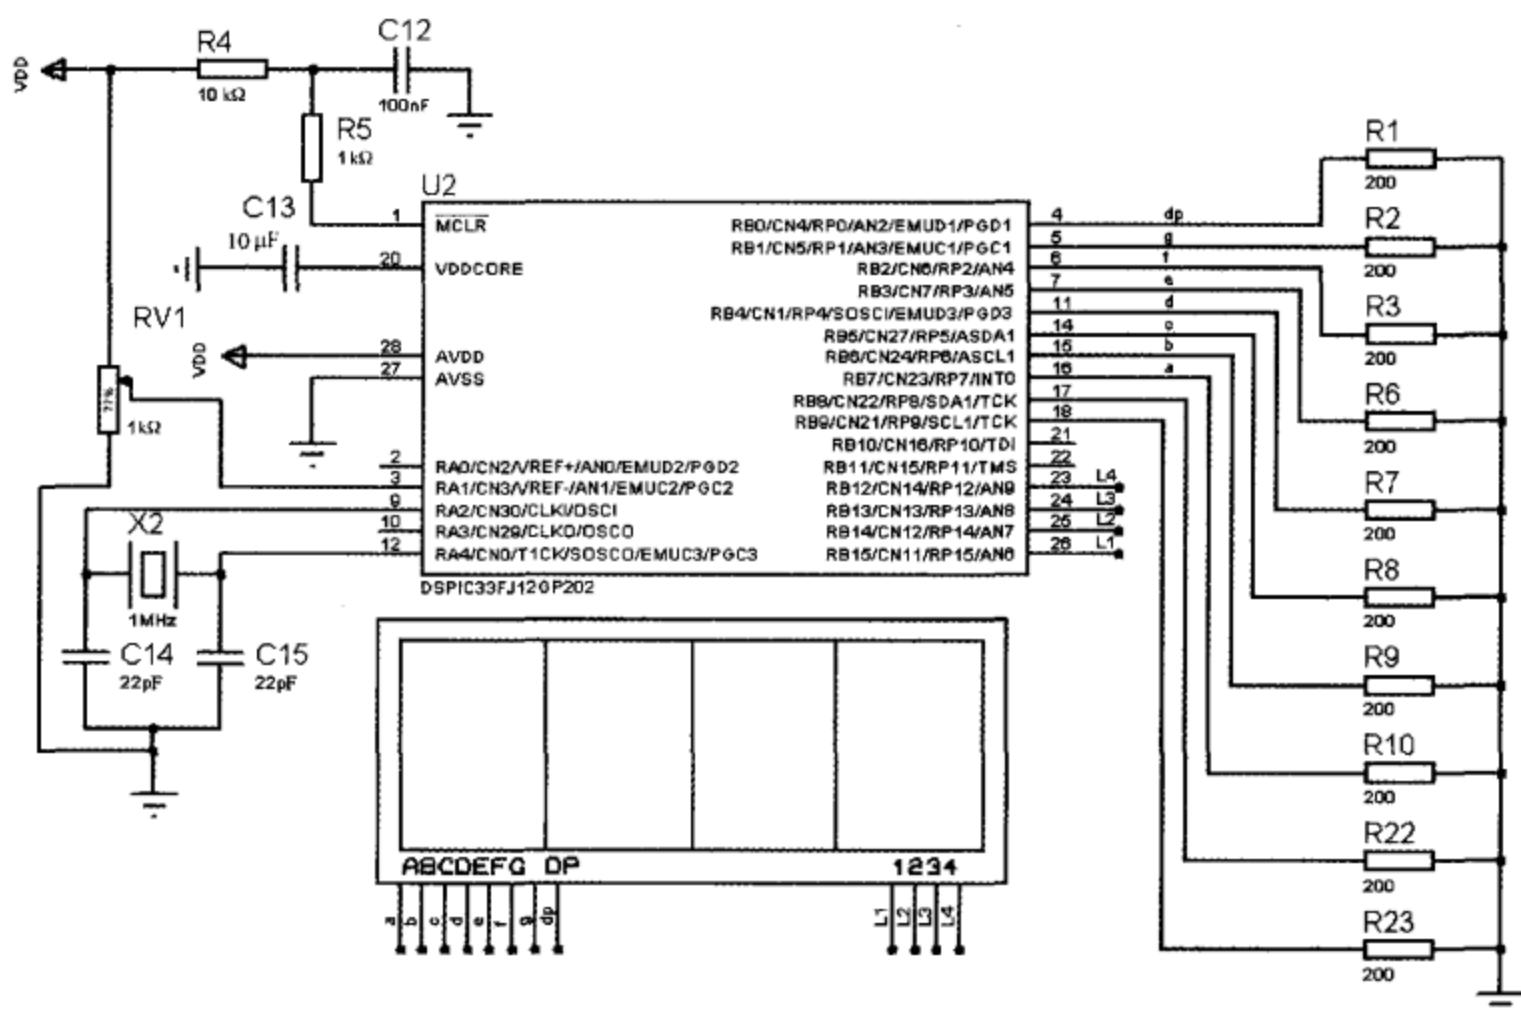 C12
R4
VDD
10 kΩ
100nF
R5
1kΩ
R1
200
U2
C13
10 μF
1
MCLR
20
VDDCORE
RV1
VDD
28
AVDD
27
AVSS
1kΩ
2
RA0/CN2/VREF+/AN0/EMUD2/PGD2
3
RA1/CN3/VREF-/AN1/EMUC2/PGC2
9
RA2/CN30/CLKI/OSCI
10
RA3/CN29/CLKO/OSCO
12
RA4/CN0/T1CK/SOSCO/EMUC3/PGC3
RB0/CN4/RP0/AN2/EMUD1/PGD1
4
dp
RB1/CN5/RP1/AN3/EMUC1/PGC1
5
g
RB2/CN6/RP2/AN4
6
f
RB3/CN7/RP3/AN5
7
e
RB4/CN1/RP4/SOSCI/EMUD3/PGD3
11
d
RB5/CN27/RP5/ASDA1
14
c
RB6/CN24/RP6/ASCL1
15
b
RB7/CN23/RP7/INT0
16
a
RB8/CN22/RP8/SDA1/TCK
17
RB9/CN21/RP9/SCL1/TCK
18
RB10/CN16/RP10/TDI
21
RB11/CN15/RP11/TMS
22
RB12/CN14/RP12/AN9
23
L4
RB13/CN13/RP13/AN8
24
L3
RB14/CN12/RP14/AN7
25
L2
RB15/CN11/RP15/AN6
26
L1
DSPIC33FJ12GP202
X2
1MHz
C14
22pF
C15
22pF
R2
200
R3
200
R6
200
R7
200
R8
200
R9
200
R10
200
R22
200
R23
200
ABCDEFG DP
1234
a
b
c
d
e
f
g
dp
L1
L2
L3
L4